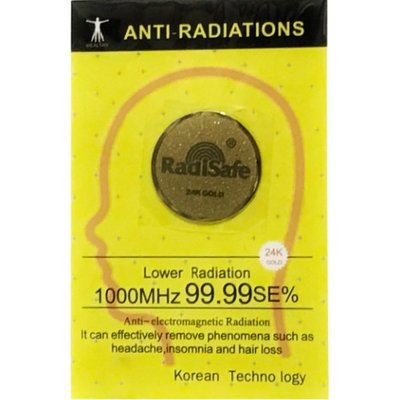 HEALTHY
ANTI-RADIATIONS
RadiSafe®
24K GOLD
24K
GOLD
Lower Radiation
1000MHz 99.99SE%
Anti-electromagnetic Radiation
It can effectively remove phenomena such as
headache,insomnia and hair loss
Korean Techno logy